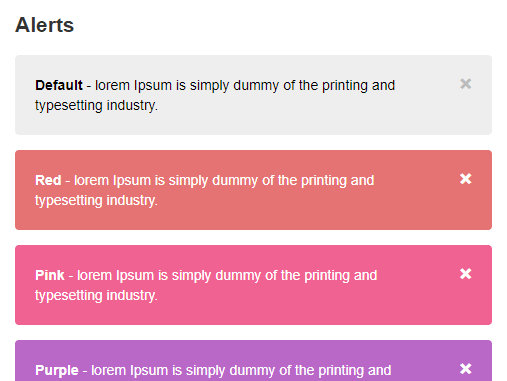 Alerts
Default - lorem Ipsum is simply dummy of the printing and
typesetting industry.
Red - lorem Ipsum is simply dummy of the printing and
typesetting industry.
Pink - lorem Ipsum is simply dummy of the printing and
typesetting industry.
Purple - lorem Ipsum is simply dummy of the printing and